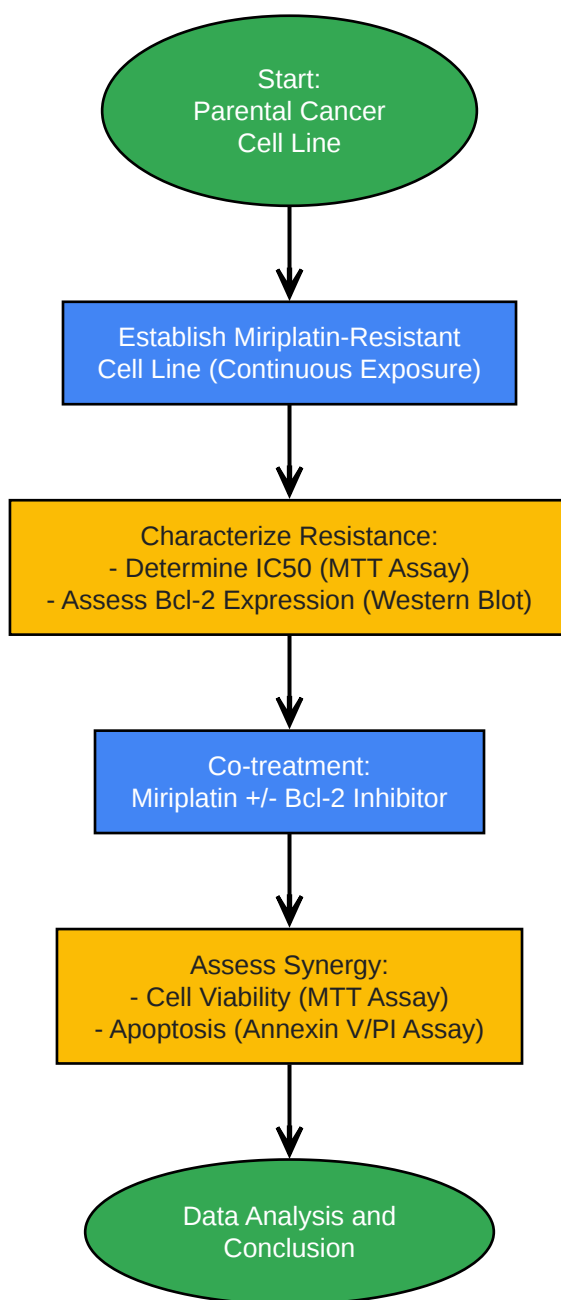 Start:
Parental Cancer
Cell Line
Establish Miriplatin-Resistant
Cell Line (Continuous Exposure)
Characterize Resistance:
- Determine IC50 (MTT Assay)
- Assess Bcl-2 Expression (Western Blot)
Co-treatment:
Miriplatin +/- Bcl-2 Inhibitor
Assess Synergy:
- Cell Viability (MTT Assay)
- Apoptosis (Annexin V/PI Assay)
Data Analysis and
Conclusion